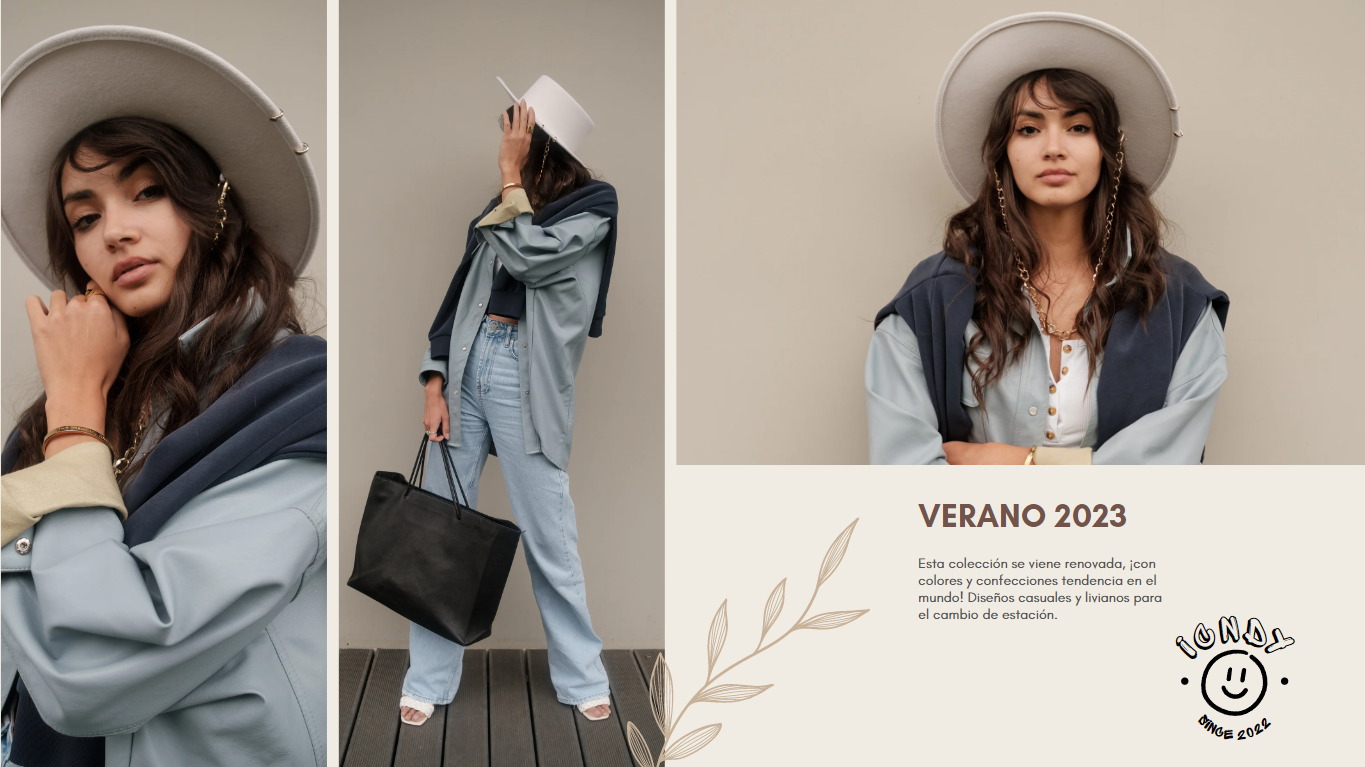 VERANO 2023
Esta colección se viene renovada, ¡con
colores y confecciones tendencia en el
mundo! Diseños casuales y livianos para
el cambio de estación.
iCNDY
SINCE 2022